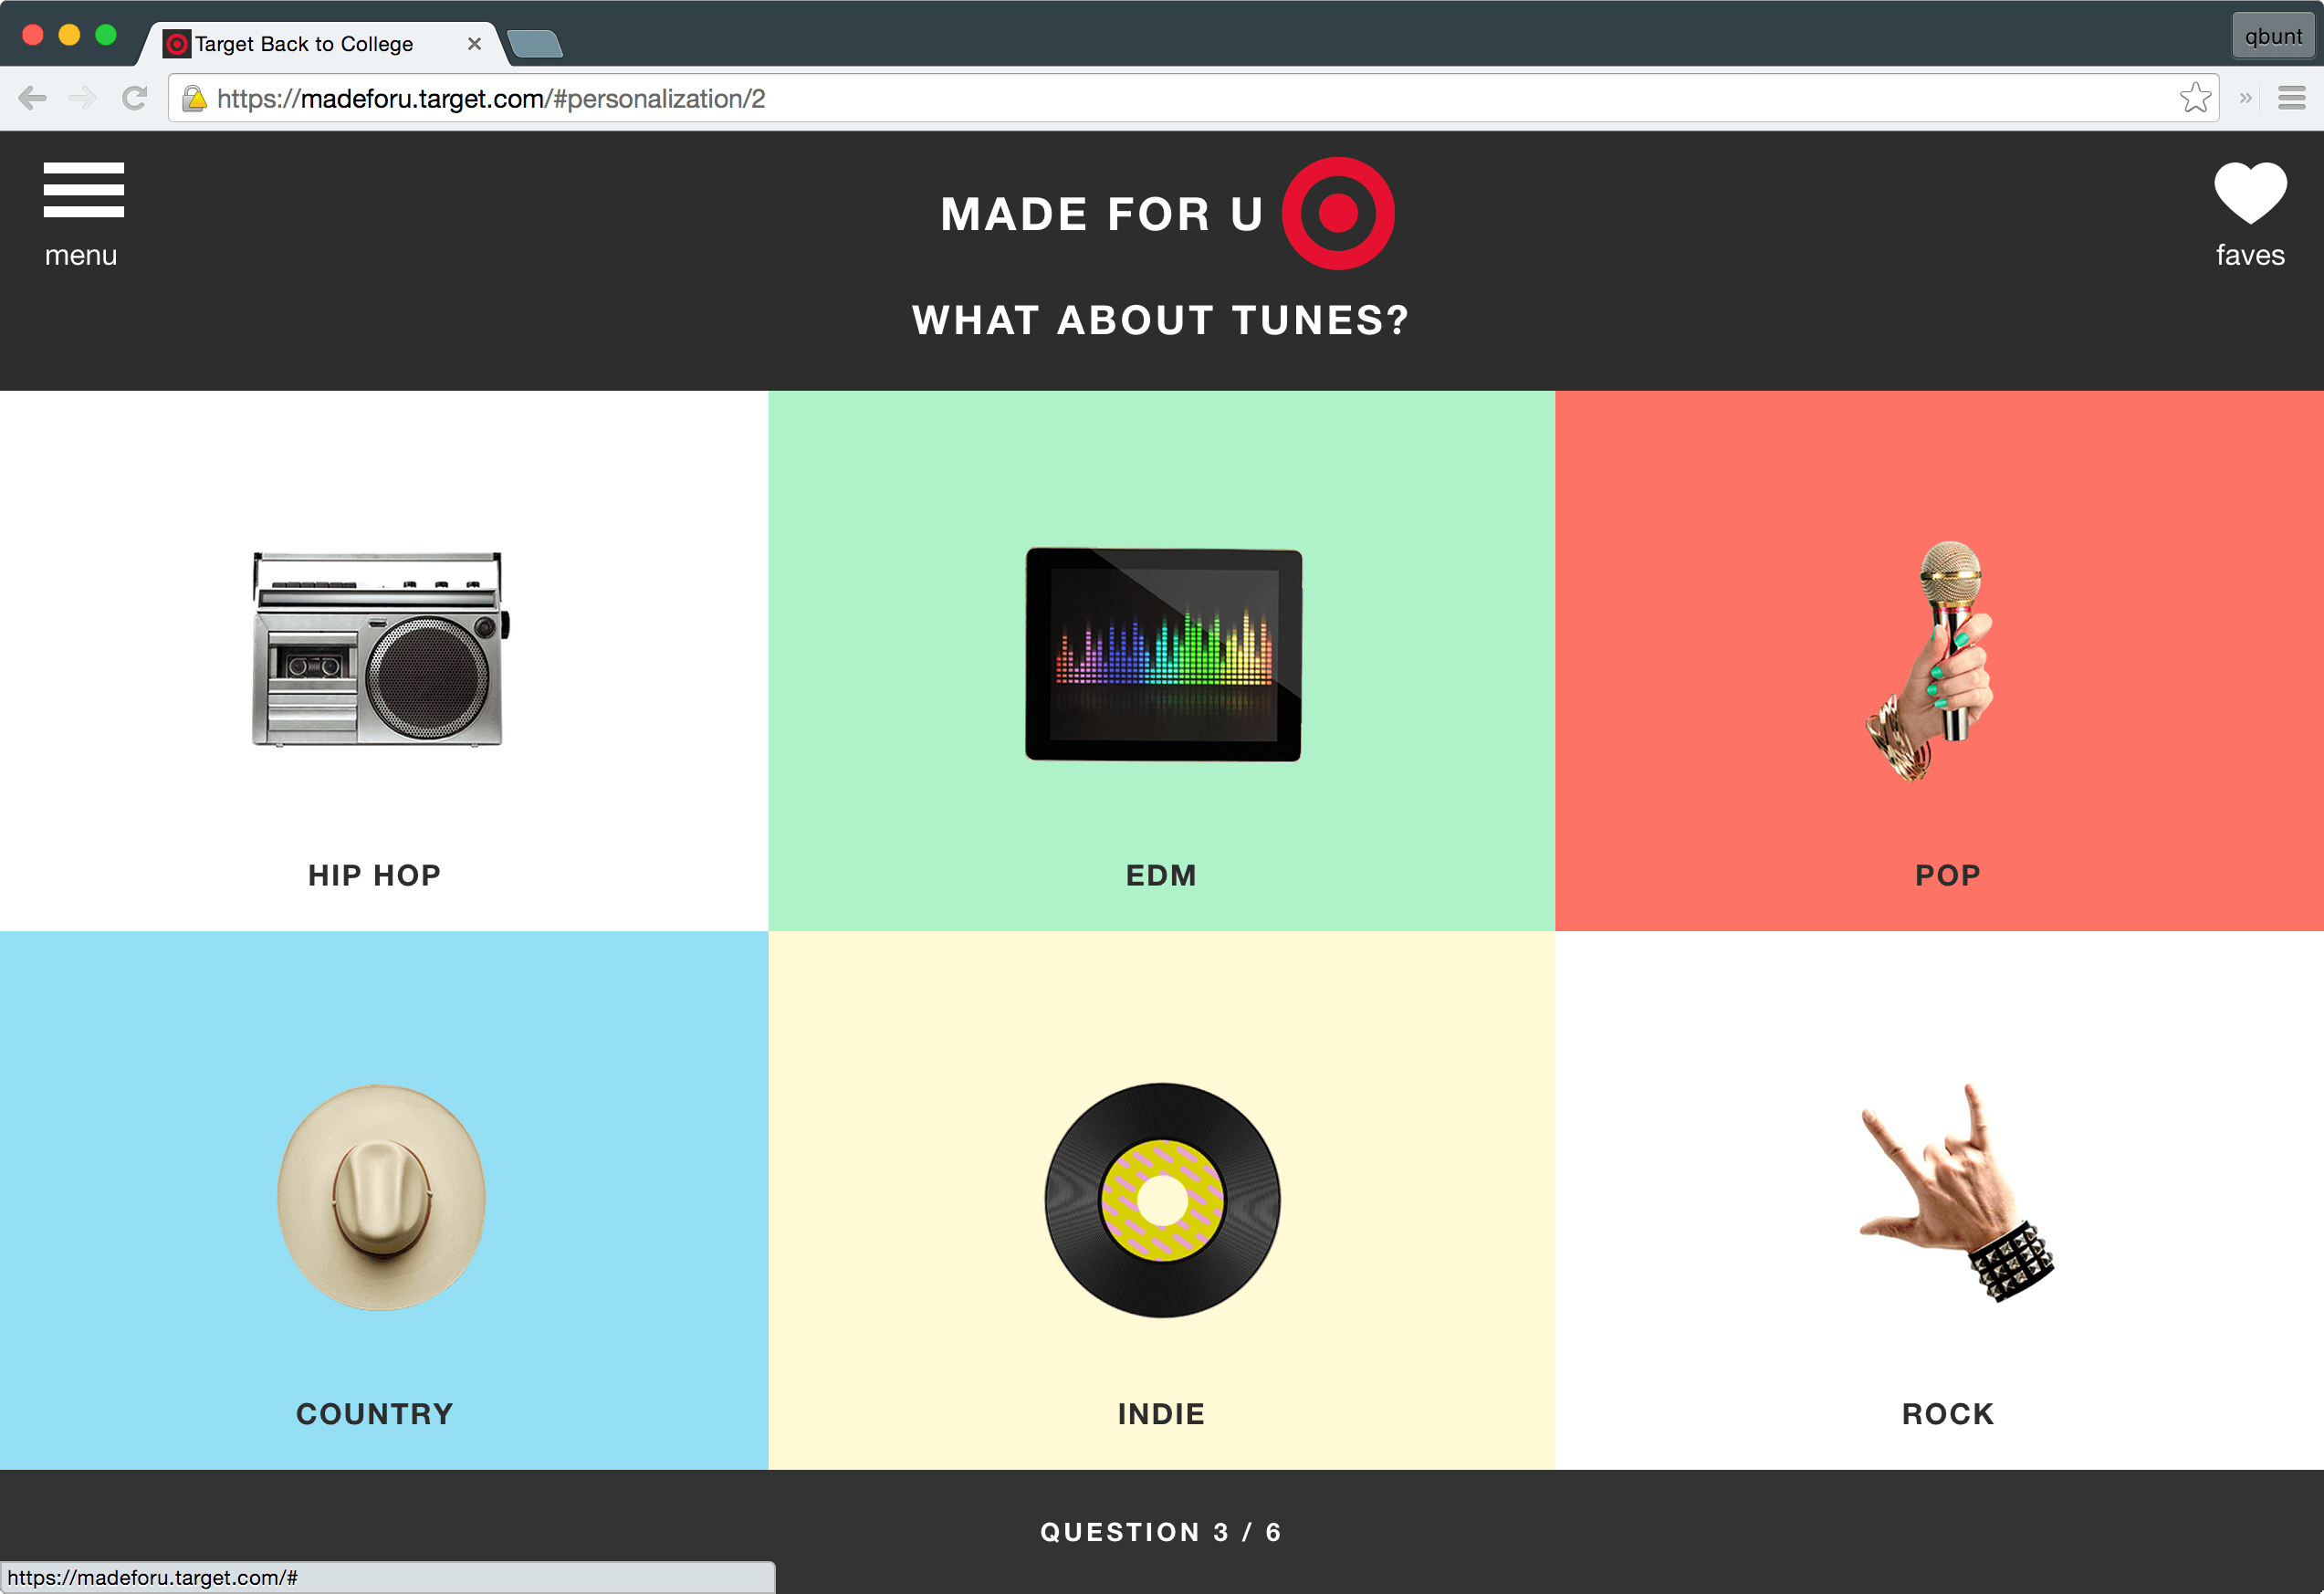 Target Back to College
qbunt
https://madeforu.target.com/#personalization/2
menu
MADE FOR U
faves
WHAT ABOUT TUNES?
HIP HOP
EDM
POP
COUNTRY
INDIE
ROCK
QUESTION 3 / 6
https://madeforu.target.com/#